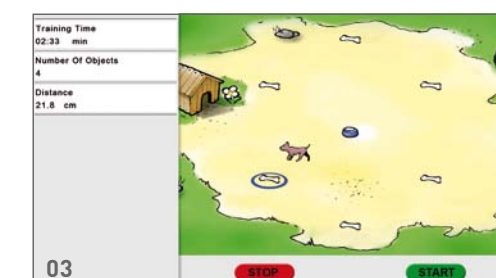 Training Time
02:33 min
Number Of Objects
4
Distance
21.8 cm
03
STOP
START